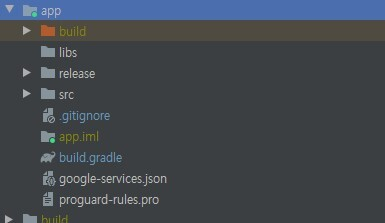 app
build
libs
release
src
.gitignore
app.iml
build.gradle
google-services.json
proguard-rules.pro
build